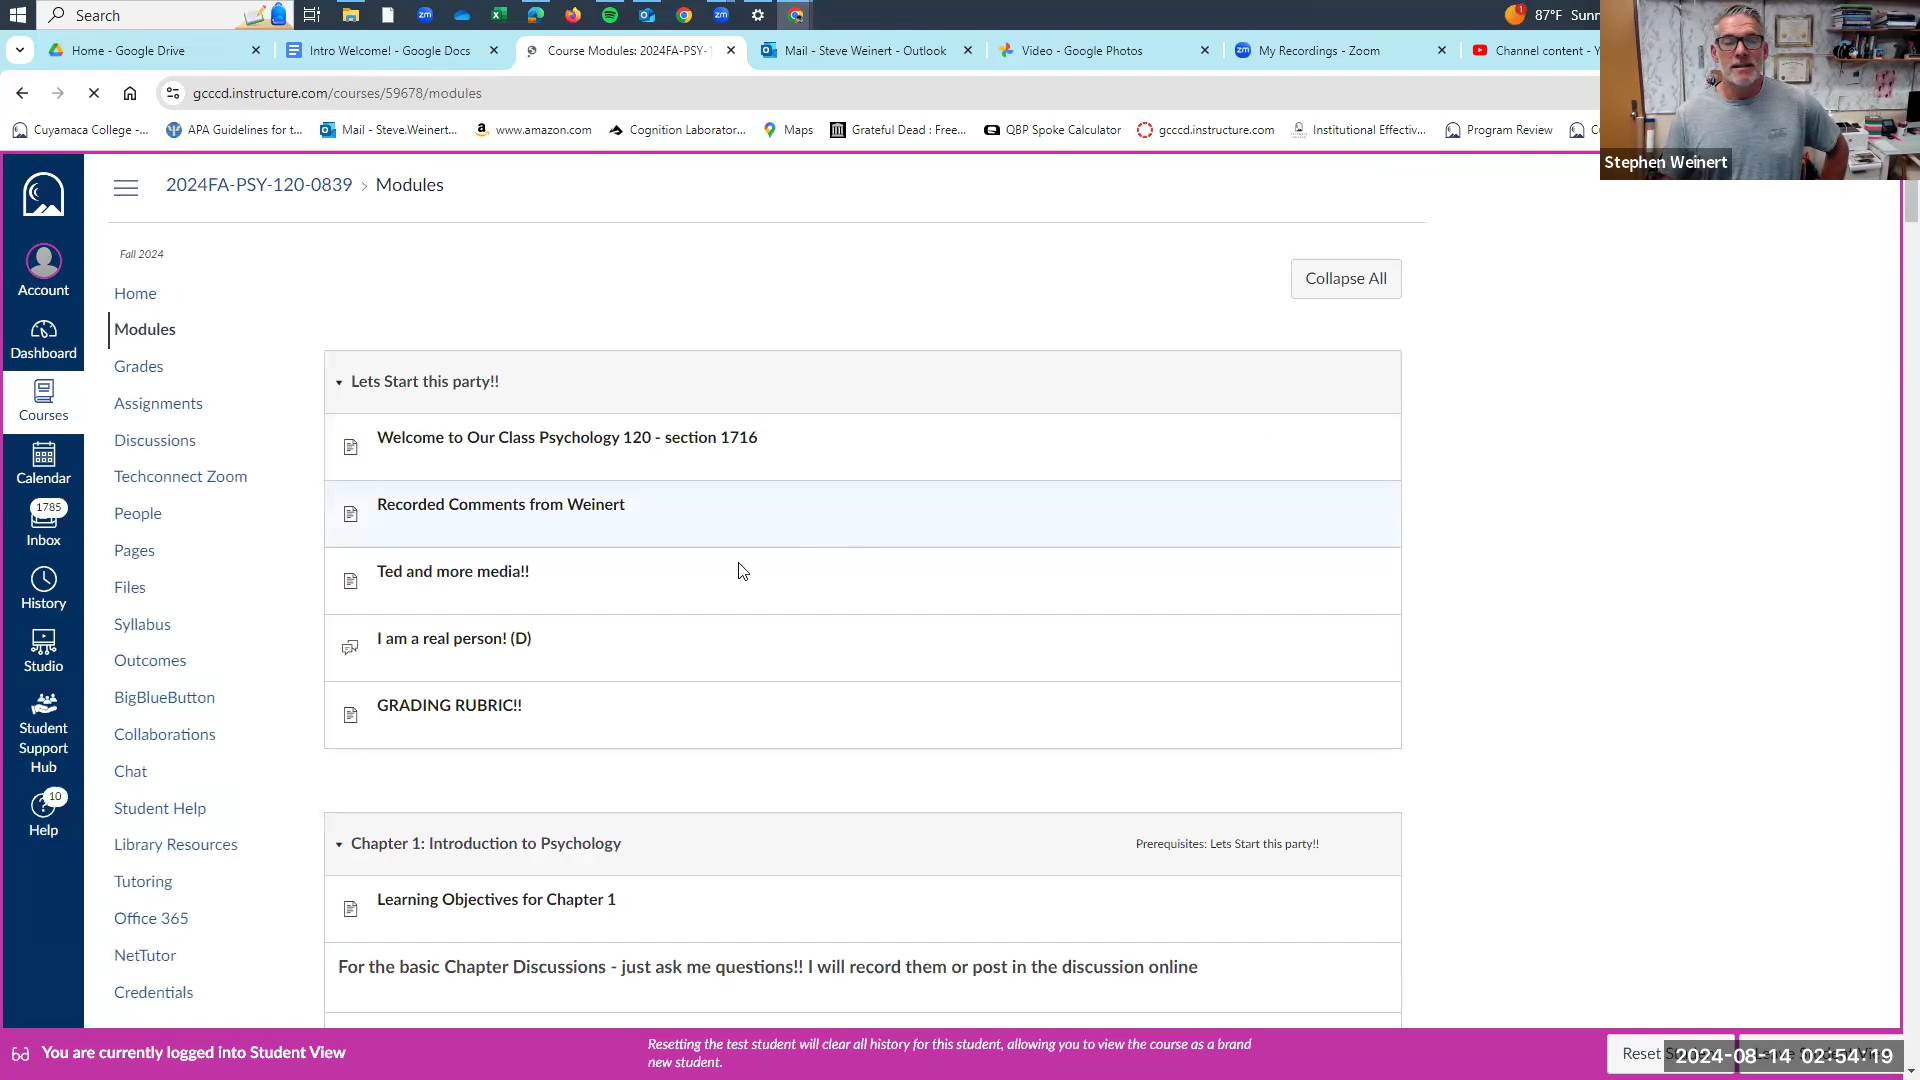 Search
87°F Sunn
Home - Google Drive
Intro Welcome! - Google Docs
Course Modules: 2024FA-PSY-
Mail - Steve Weinert - Outlook
Video - Google Photos
My Recordings - Zoom
Channel content - Y
gcccd.instructure.com/courses/59678/modules
Cuyamaca College -...
APA Guidelines for t...
Mail - Steve.Weinert...
www.amazon.com
Cognition Laborator...
Maps
Grateful Dead : Free...
QBP Spoke Calculator
gcccd.instructure.com
Institutional Effectiv...
Program Review
Stephen Weinert
2024FA-PSY-120-0839 › Modules
Account
Dashboard
Courses
Calendar
1785
Inbox
History
Studio
Student
Support
Hub
10
Help
Fall 2024
Home
Modules
Grades
Assignments
Discussions
Techconnect Zoom
People
Pages
Files
Syllabus
Outcomes
BigBlueButton
Collaborations
Chat
Student Help
Library Resources
Tutoring
Office 365
NetTutor
Credentials
Collapse All
Lets Start this party!!
Welcome to Our Class Psychology 120 - section 1716
Recorded Comments from Weinert
Ted and more media!!
I am a real person! (D)
GRADING RUBRIC!!
Chapter 1: Introduction to Psychology
Prerequisites: Lets Start this party!!
Learning Objectives for Chapter 1
For the basic Chapter Discussions - just ask me questions!! I will record them or post in the discussion online
You are currently logged into Student View
Resetting the test student will clear all history for this student, allowing you to view the course as a brand
new student.
Reset
2024-08-14 02:54:19